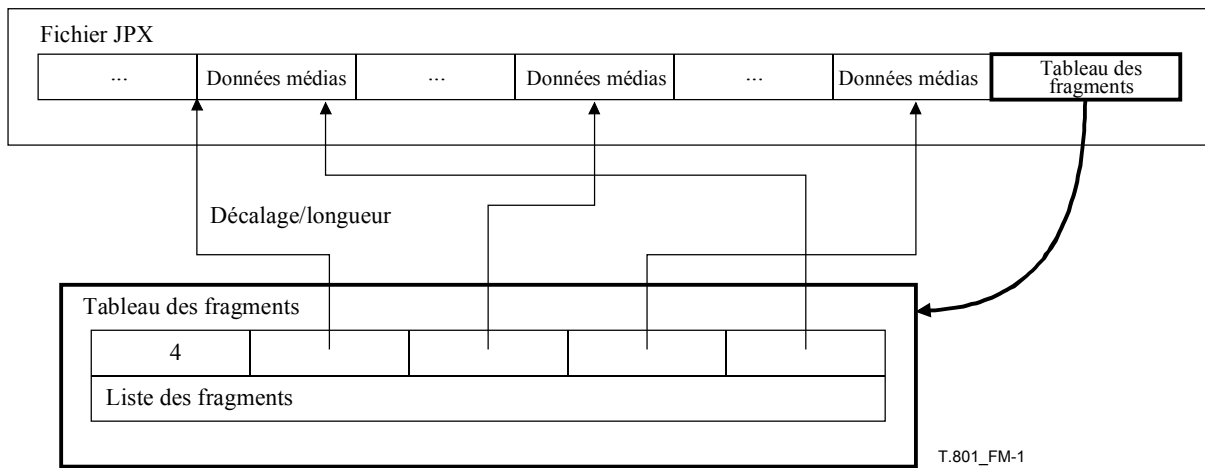 Fichier JPX
... Données médias ... Données médias ... Données médias Tableau des
fragments
Décalage/longueur
Tableau des fragments
4
Liste des fragments
T.801_FM-1